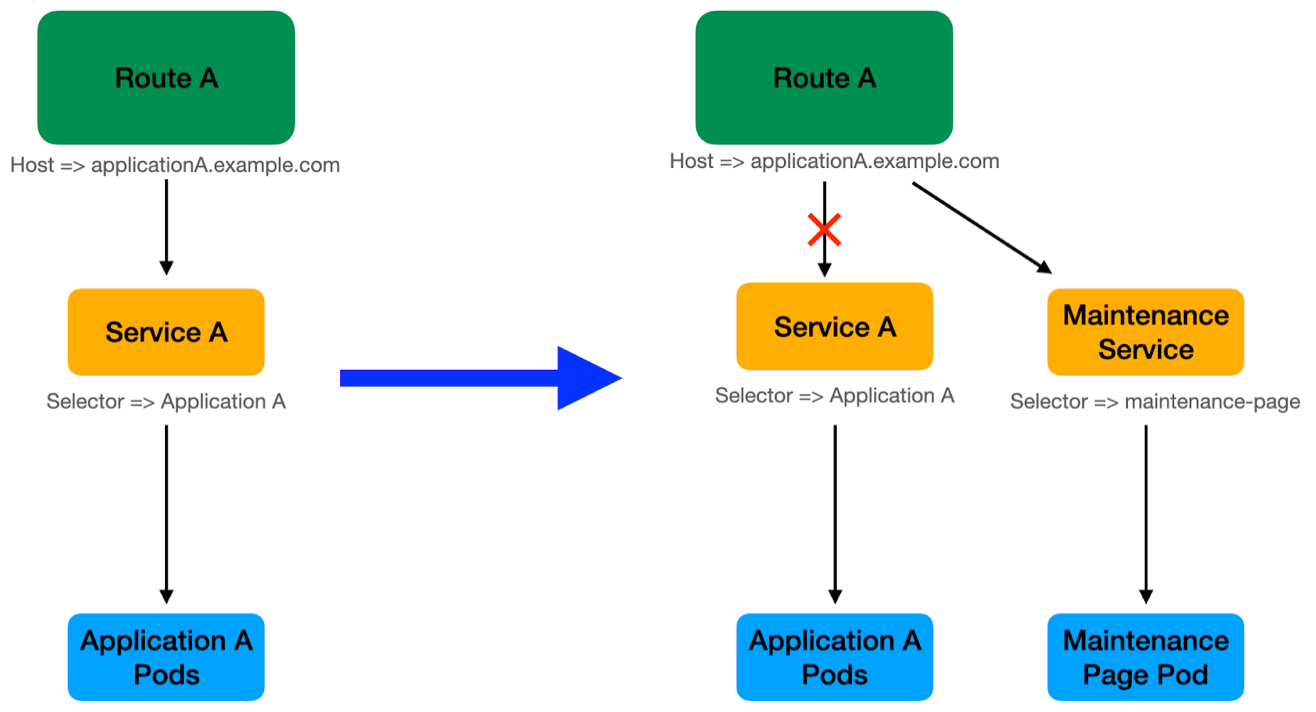 Route A
Host => applicationA.example.com
Service A
Selector => Application A
Application A
Pods
Route A
Host => applicationA.example.com
Service A
Selector => Application A
Application A
Pods
Maintenance
Service
Selector => maintenance-page
Maintenance
Page Pod